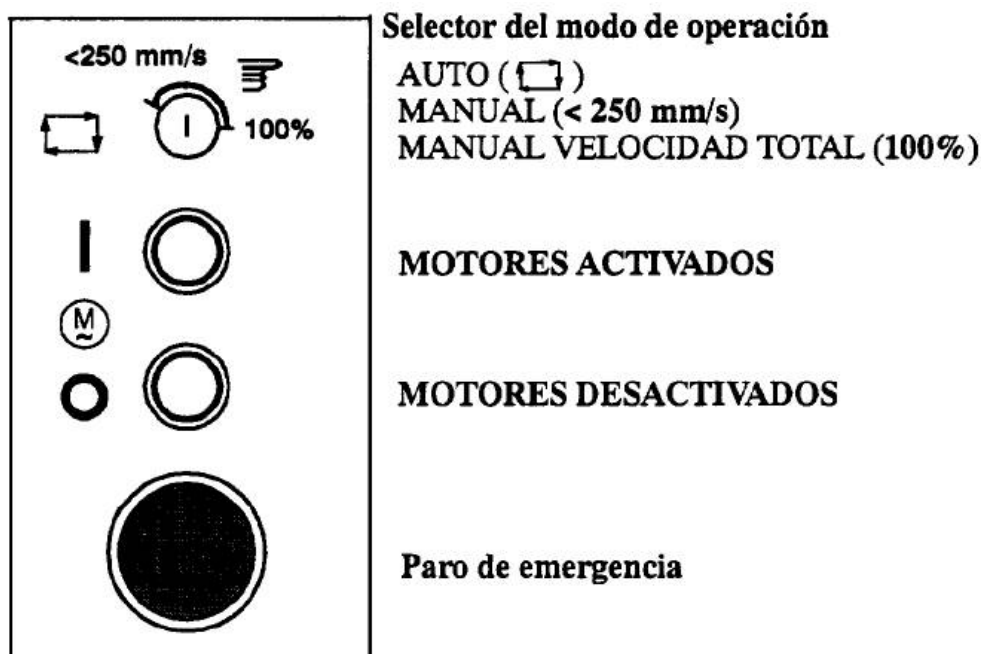 Selector del modo de operación
<250 mm/s
AUTO ( )
MANUAL (< 250 mm/s)
100%
MANUAL VELOCIDAD TOTAL (100%)
I
MOTORES ACTIVADOS
M
~
MOTORES DESACTIVADOS
Paro de emergencia